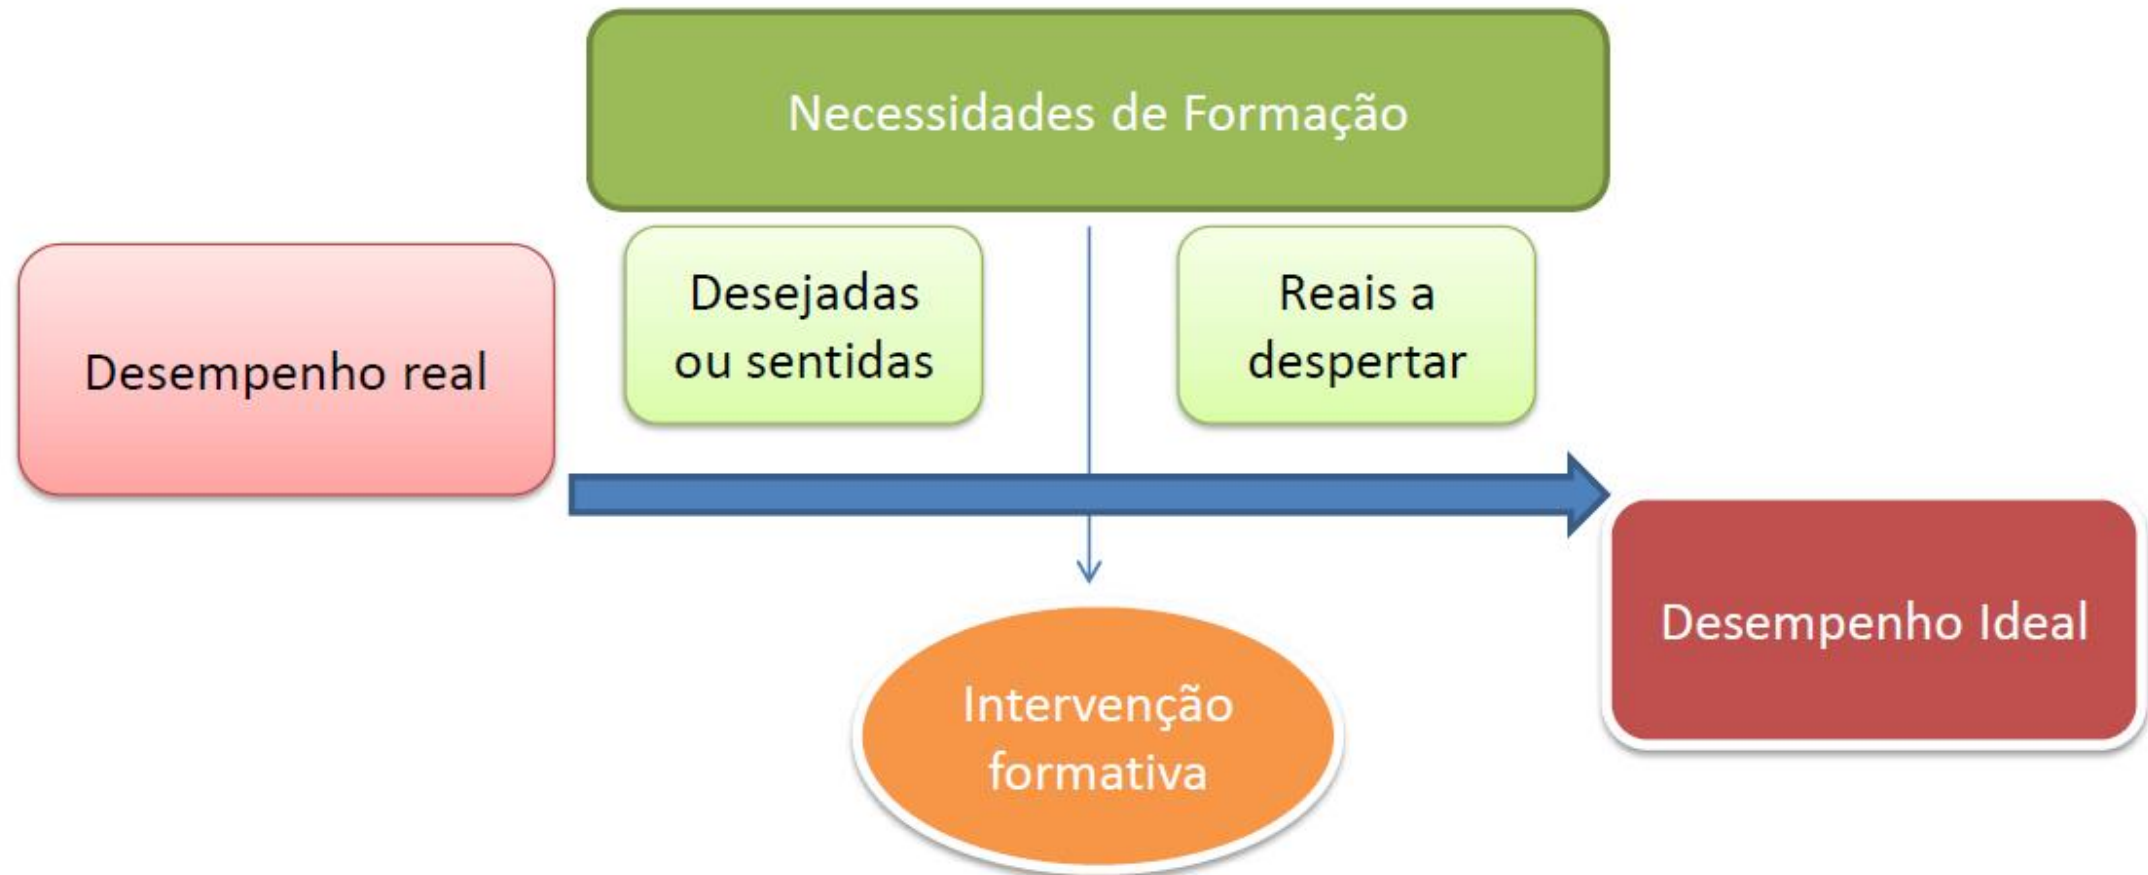 Necessidades de Formação
Desempenho real
Desejadas
ou sentidas
Reais a
despertar
Desempenho Ideal
Intervenção
formativa